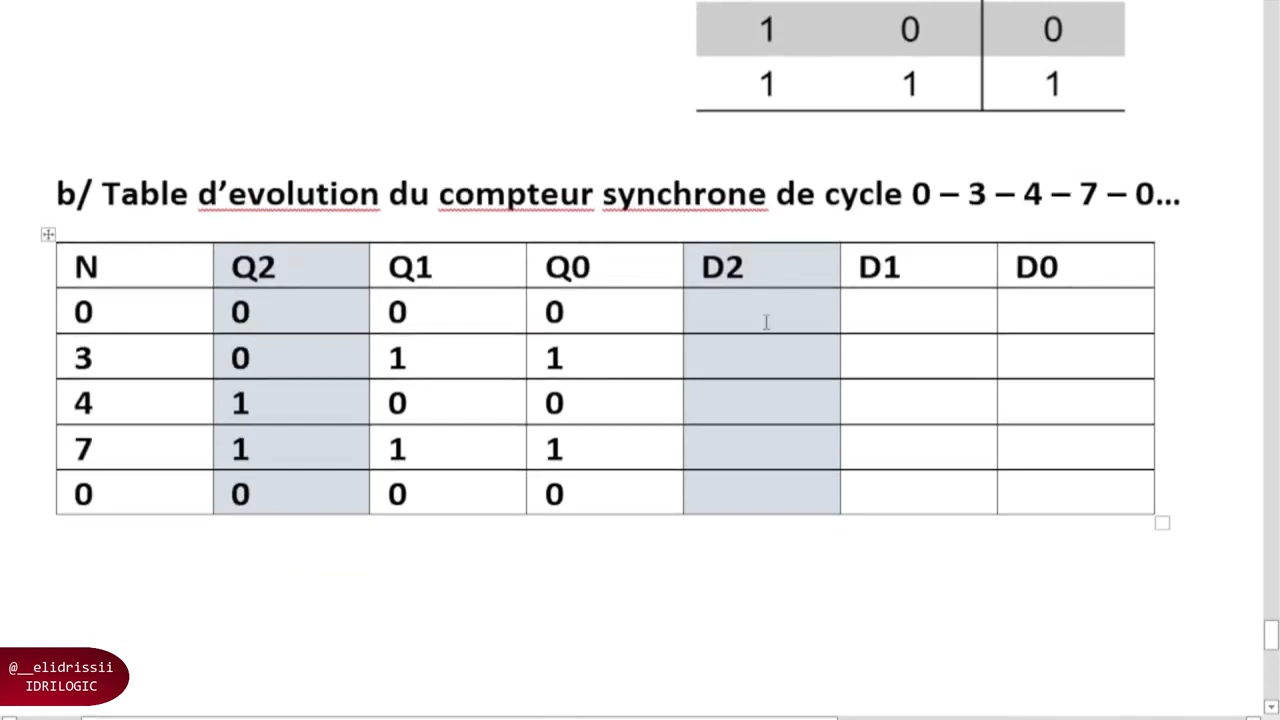 1 0 0
1 1 1
b/ Table d’evolution du compteur synchrone de cycle 0 – 3 – 4 – 7 – 0...
N Q2 Q1 Q0 D2 D1 D0
0 0 0 0
3 0 1 1
4 1 0 0
7 1 1 1
0 0 0 0
@__elidrissii
IDRILOGIC